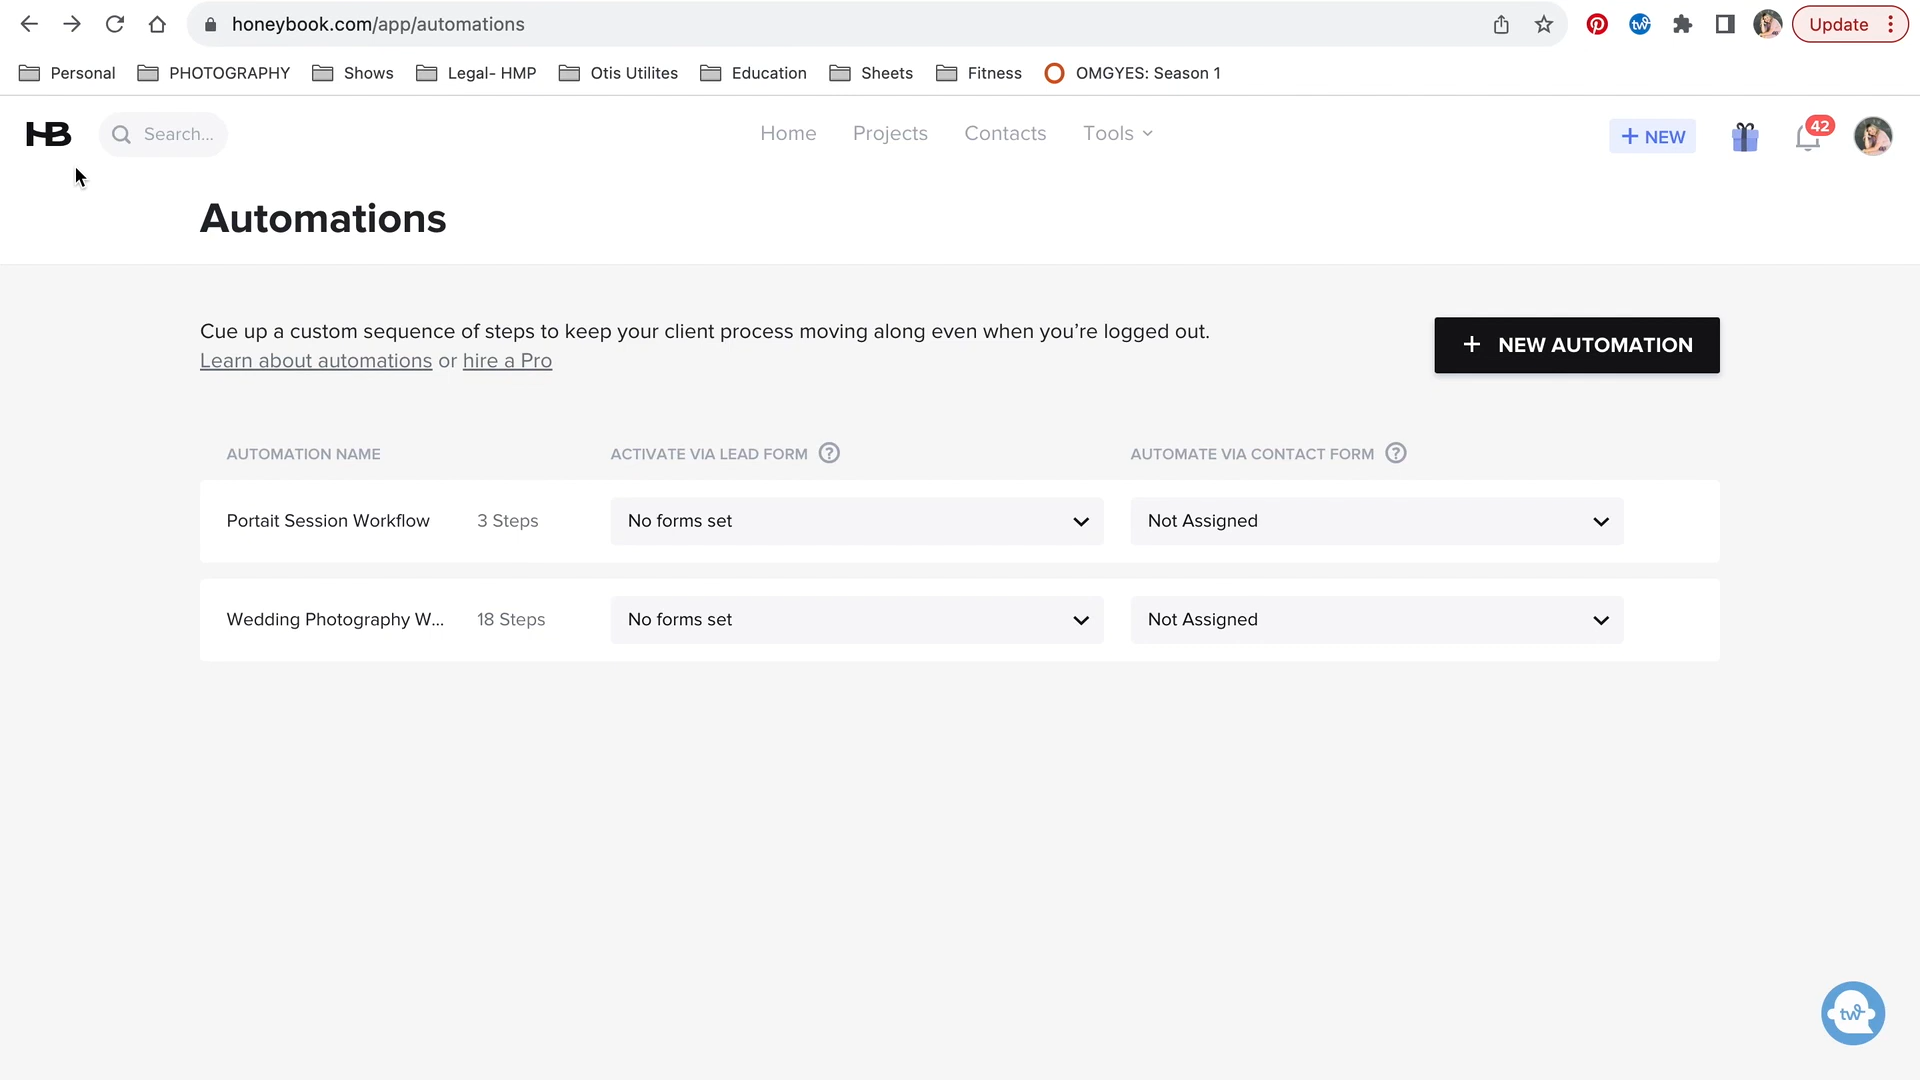 honeybook.com/app/automations
Update
Personal PHOTOGRAPHY Shows Legal- HMP Otis Utilites Education Sheets Fitness OMGYES: Season 1
HB Search... Home Projects Contacts Tools + NEW 42
Automations
Cue up a custom sequence of steps to keep your client process moving along even when you’re logged out.
Learn about automations or hire a Pro
+ NEW AUTOMATION
AUTOMATION NAME ACTIVATE VIA LEAD FORM ? AUTOMATE VIA CONTACT FORM ?
Portait Session Workflow 3 Steps No forms set Not Assigned
Wedding Photography W... 18 Steps No forms set Not Assigned
tw